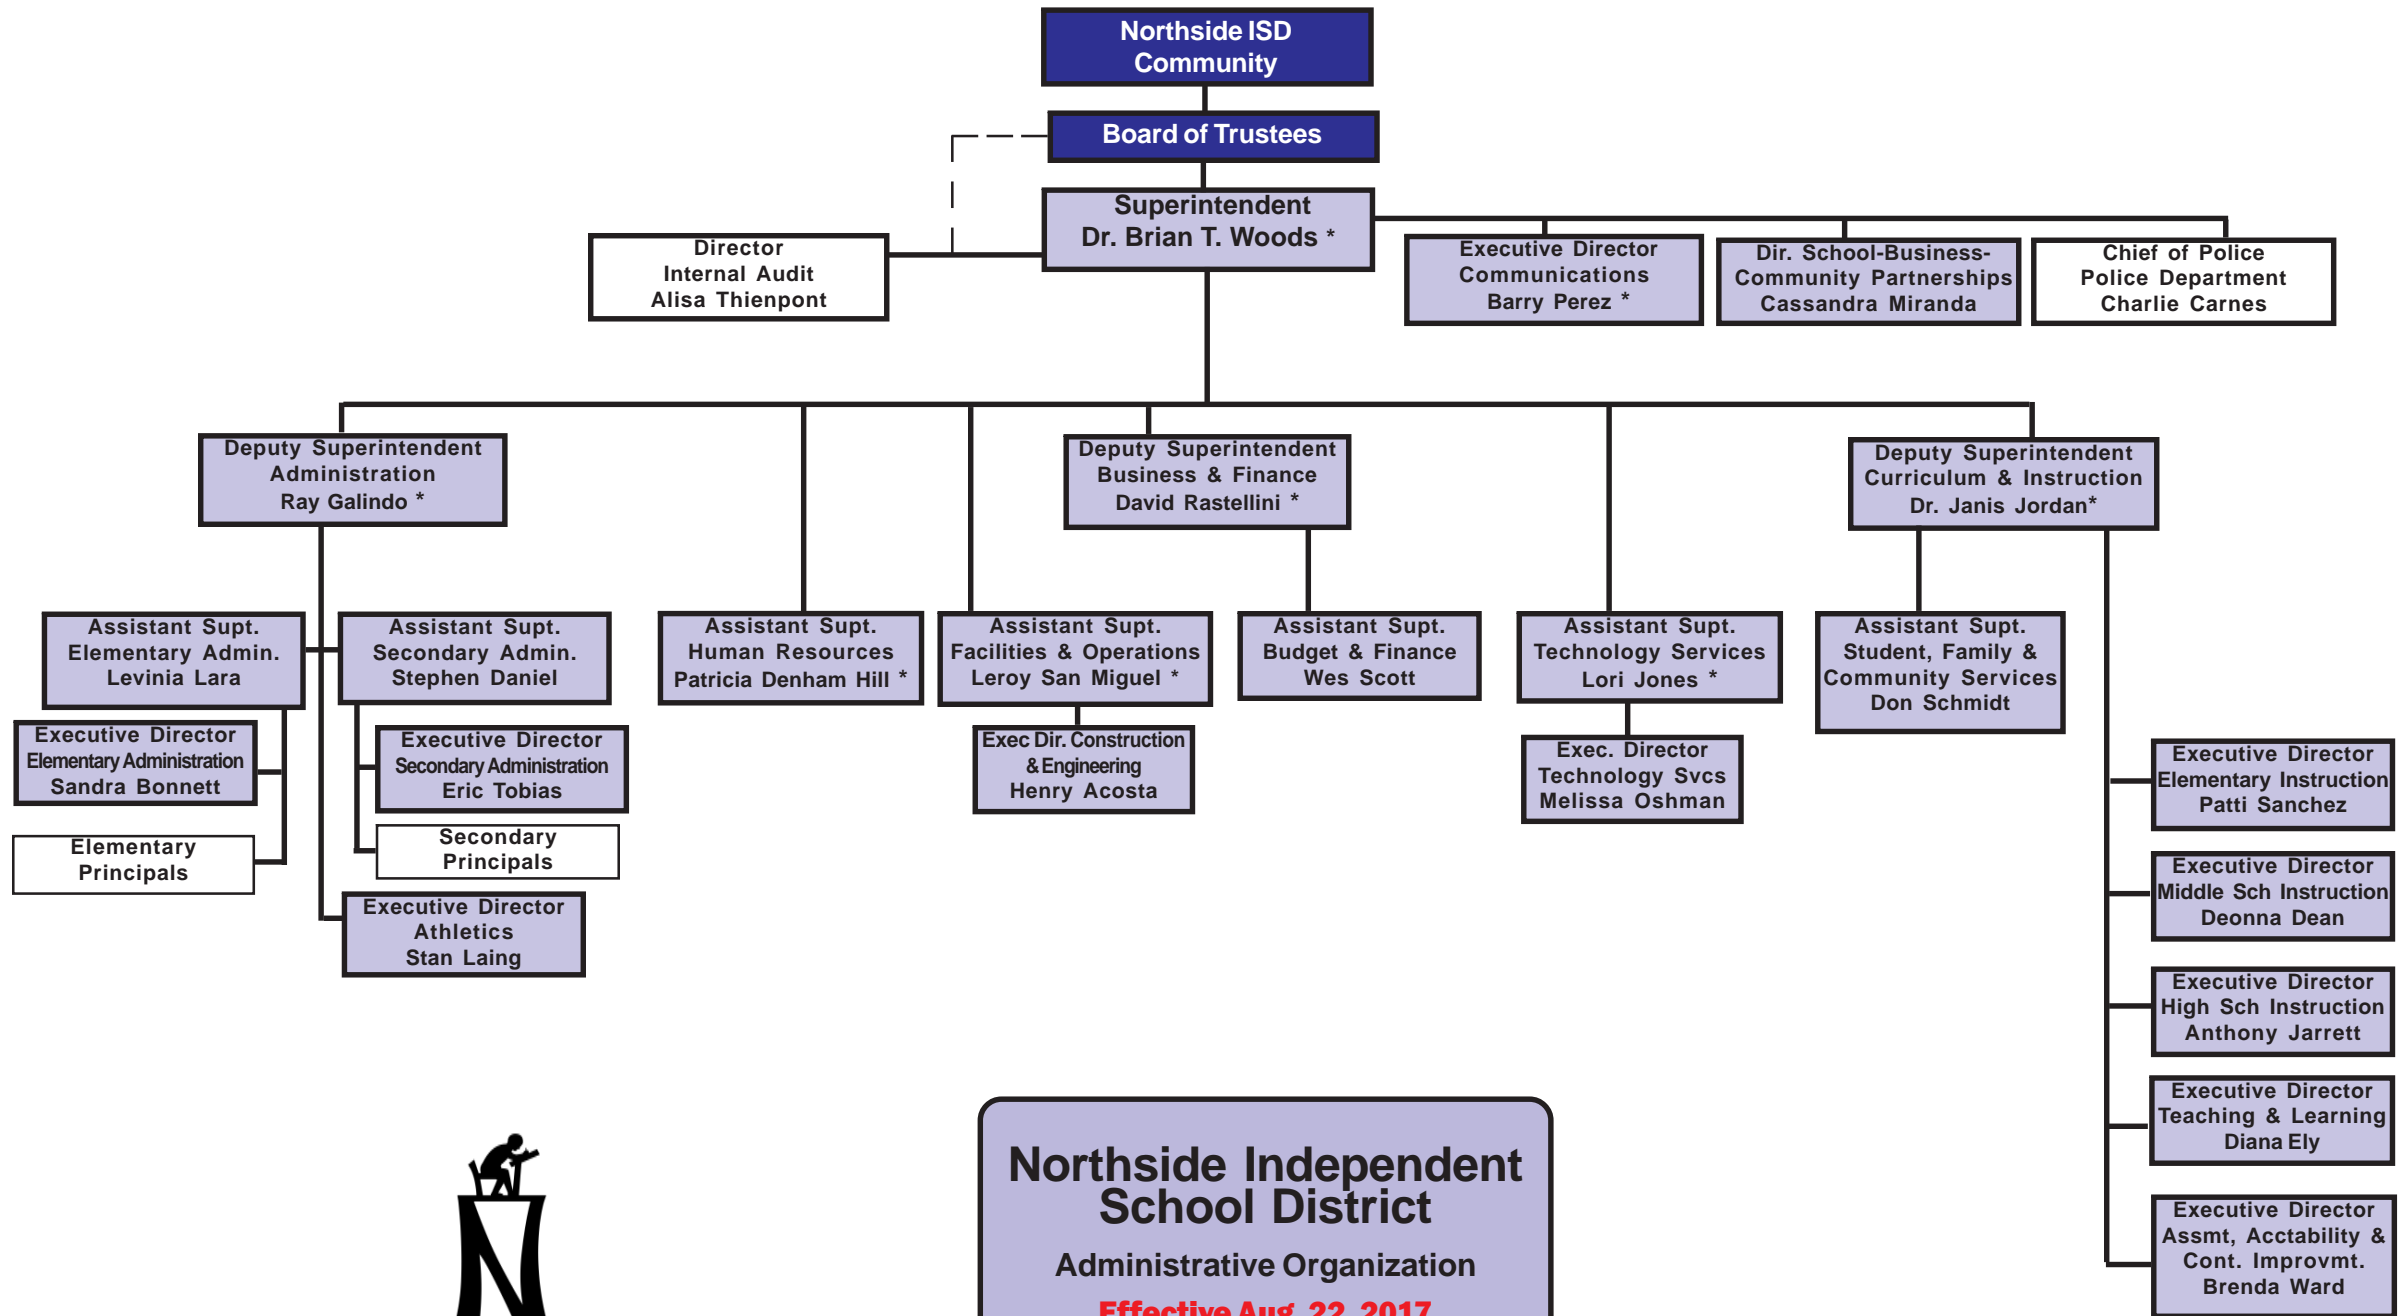 Northside ISD
Community
Board of Trustees
Superintendent
Dr. Brian T. Woods *
Director
Internal Audit
Alisa Thienpont
Executive Director
Communications
Barry Perez *
Dir. School-Business-
Community Partnerships
Cassandra Miranda
Chief of Police
Police Department
Charlie Carnes
Deputy Superintendent
Administration
Ray Galindo *
Deputy Superintendent
Business & Finance
David Rastellini *
Deputy Superintendent
Curriculum & Instruction
Dr. Janis Jordan*
Assistant Supt.
Elementary Admin.
Levinia Lara
Assistant Supt.
Secondary Admin.
Stephen Daniel
Assistant Supt.
Human Resources
Patricia Denham Hill *
Assistant Supt.
Facilities & Operations
Leroy San Miguel *
Assistant Supt.
Budget & Finance
Wes Scott
Assistant Supt.
Technology Services
Lori Jones *
Assistant Supt.
Student, Family &
Community Services
Don Schmidt
Executive Director
Elementary Administration
Sandra Bonnett
Executive Director
Secondary Administration
Eric Tobias
Exec Dir. Construction
& Engineering
Henry Acosta
Exec. Director
Technology Svcs
Melissa Oshman
Executive Director
Elementary Instruction
Patti Sanchez
Elementary
Principals
Secondary
Principals
Executive Director
Middle Sch Instruction
Deonna Dean
Executive Director
Athletics
Stan Laing
Executive Director
High Sch Instruction
Anthony Jarrett
Executive Director
Teaching & Learning
Diana Ely
Executive Director
Assmt, Acctability &
Cont. Improvmt.
Brenda Ward
N
Northside Independent
School District
Administrative Organization
Effective Aug. 22, 2017